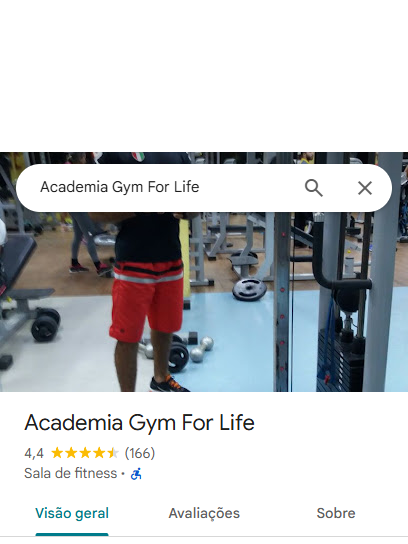 Academia Gym For Life
Academia Gym For Life
4,4 (166)
Sala de fitness ·
Visão geral Avaliações Sobre